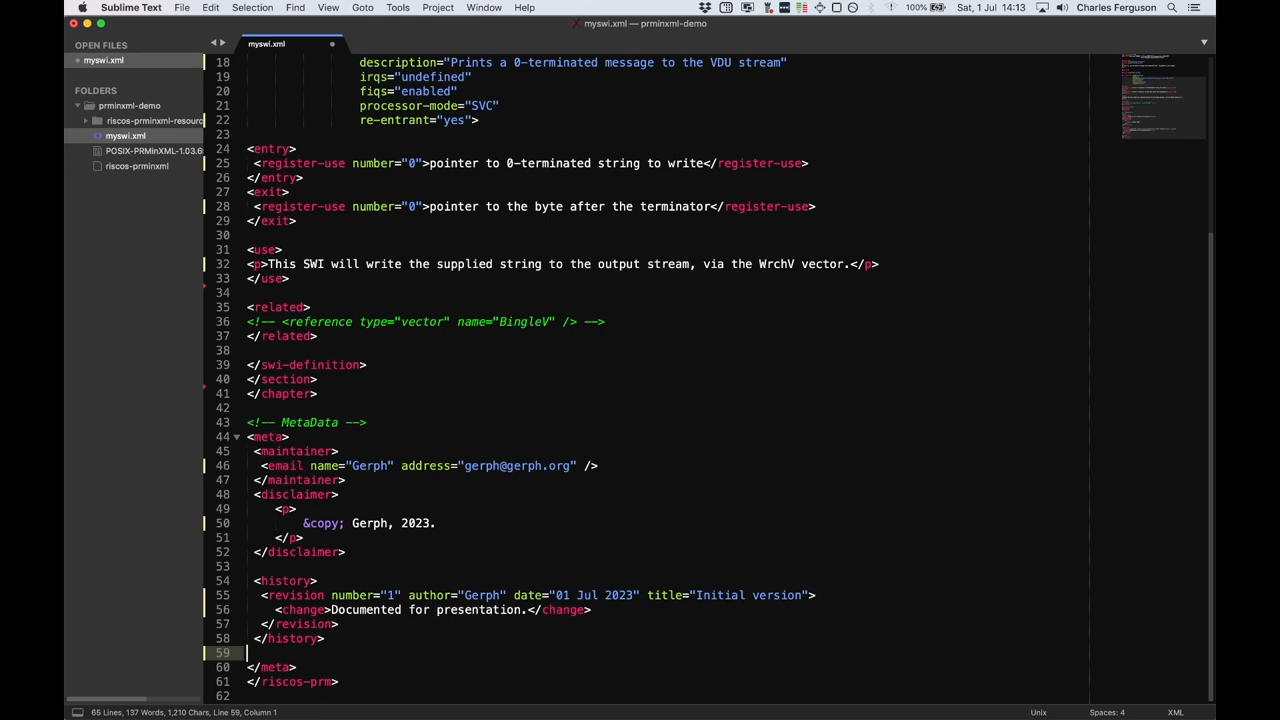 Sublime Text File Edit Selection Find View Goto Tools Project Window Help 100% Sat, 1 Jul 14:13 Charles Ferguson
myswi.xml — prminxml-demo
OPEN FILES
myswi.xml
FOLDERS
prminxml-demo
riscos-prminxml-resourc
myswi.xml
POSIX-PRMinXML-1.03.6
riscos-prminxml
myswi.xml
18 description="Prints a 0-terminated message to the VDU stream"
19 irqs="undefined"
20 fiqs="enabled"
21 processor-mode="SVC"
22 re-entrant="yes">
23
24 <entry>
25 <register-use number="0">pointer to 0-terminated string to write</register-use>
26 </entry>
27 <exit>
28 <register-use number="0">pointer to the byte after the terminator</register-use>
29 </exit>
30
31 <use>
32 <p>This SWI will write the supplied string to the output stream, via the WrchV vector.</p>
33 </use>
34
35 <related>
36 <!-- <reference type="vector" name="BingleV" /> -->
37 </related>
38
39 </swi-definition>
40 </section>
41 </chapter>
42
43 <!-- MetaData -->
44 <meta>
45 <maintainer>
46 <email name="Gerph" address="gerph@gerph.org" />
47 </maintainer>
48 <disclaimer>
49 <p>
50 &copy; Gerph, 2023.
51 </p>
52 </disclaimer>
53
54 <history>
55 <revision number="1" author="Gerph" date="01 Jul 2023" title="Initial version">
56 <change>Documented for presentation.</change>
57 </revision>
58 </history>
59
60 </meta>
61 </riscos-prm>
62
65 Lines, 137 Words, 1,210 Chars, Line 59, Column 1 Unix Spaces: 4 XML